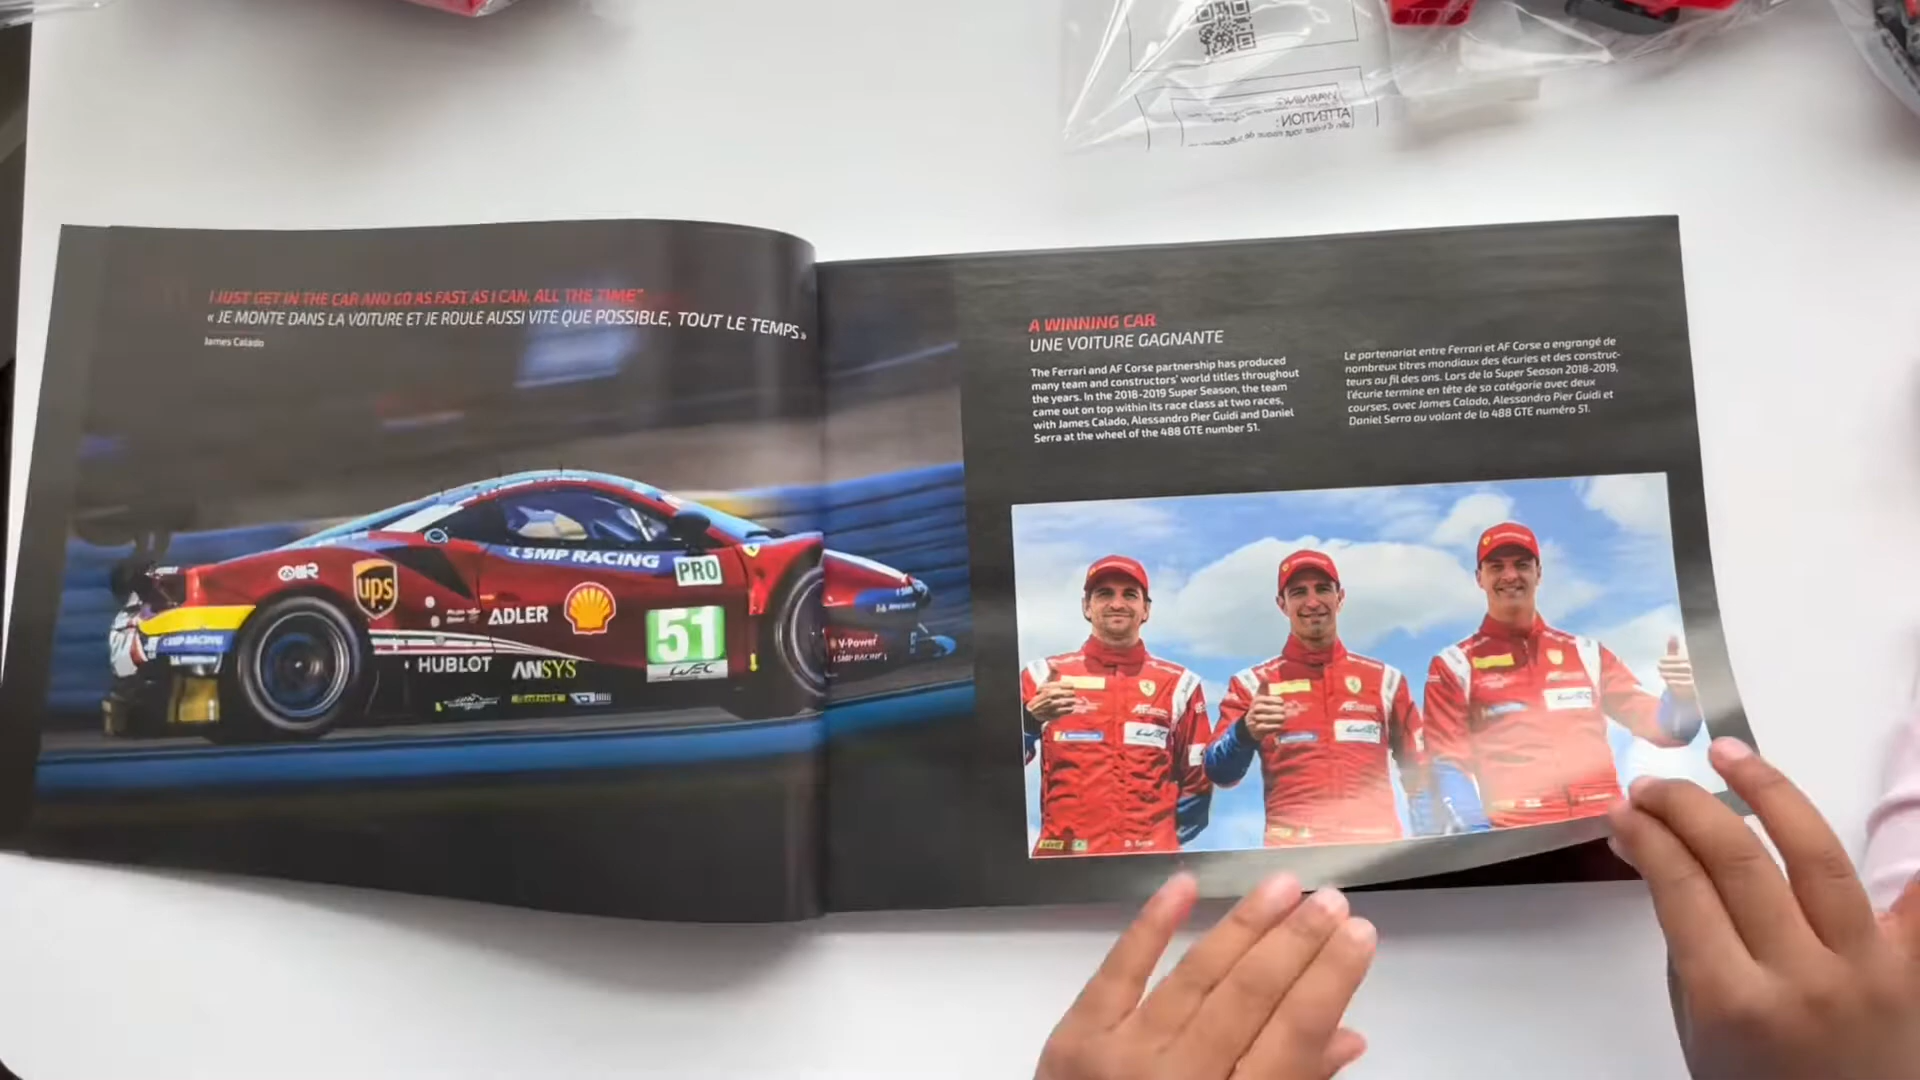 I JUST GET IN THE CAR AND GO AS FAST AS I CAN, ALL THE TIME"
« JE MONTE DANS LA VOITURE ET JE ROULE AUSSI VITE QUE POSSIBLE, TOUT LE TEMPS »
James Calado
SMP RACING
PRO
ups
ADLER
51
HUBLOT
ANSYS
WEC
SMP RACING
V-Power
SMP RACING
A WINNING CAR
UNE VOITURE GAGNANTE
The Ferrari and AF Corse partnership has produced
many team and constructors' world titles throughout
the years. In the 2018-2019 Super Season, the team
came out on top within its race class at two races,
with James Calado, Alessandro Pier Guidi and Daniel
Serra at the wheel of the 488 GTE number 51.
Le partenariat entre Ferrari et AF Corse a engrangé de
nombreux titres mondiaux des écuries et des construc-
teurs au fil des ans. Lors de la Super Season 2018-2019,
l'écurie termine en tête de sa catégorie avec deux
courses, avec James Calado, Alessandro Pier Guidi et
Daniel Serra au volant de la 488 GTE numéro 51.
WEC
WEC
WARNING
ATTENTION: